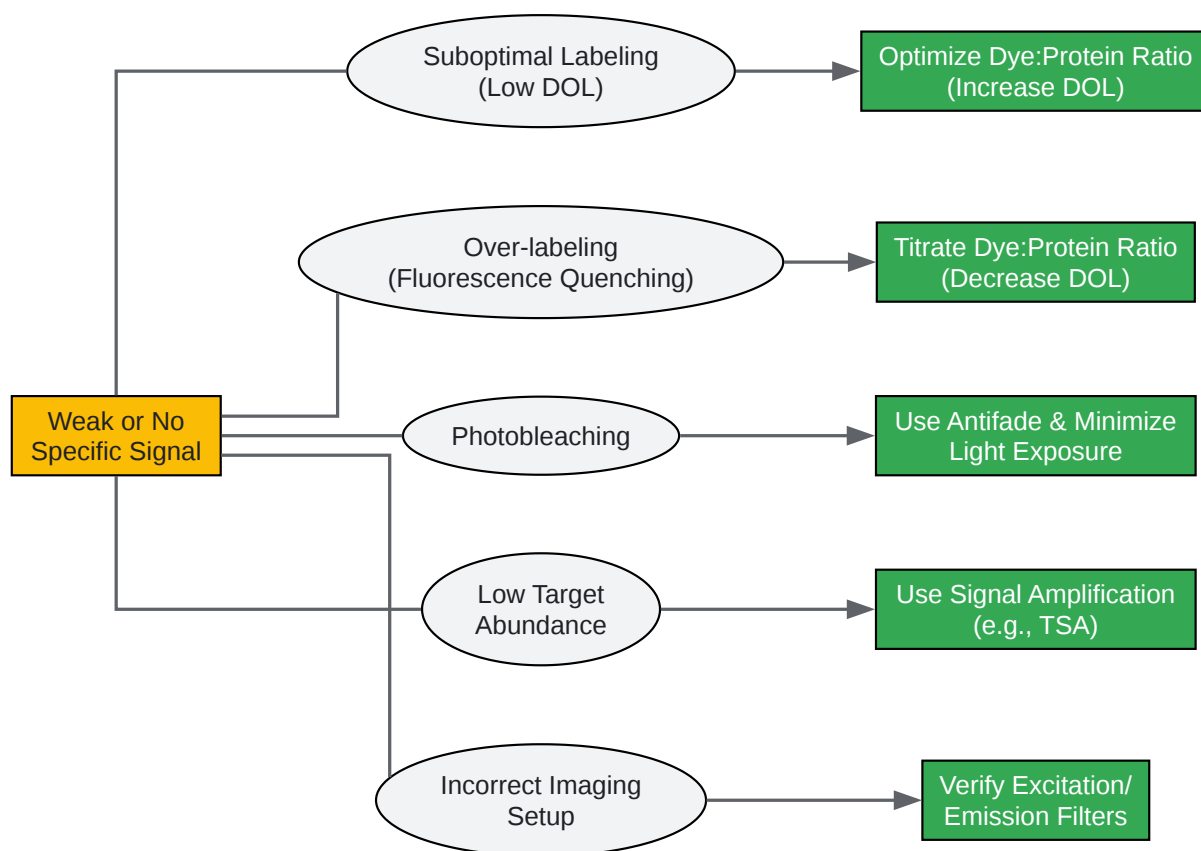 Suboptimal Labeling
(Low DOL)
Optimize Dye:Protein Ratio
(Increase DOL)
Over-labeling
(Fluorescence Quenching)
Titrate Dye:Protein Ratio
(Decrease DOL)
Weak or No
Specific Signal
Photobleaching
Use Antifade & Minimize
Light Exposure
Low Target
Abundance
Use Signal Amplification
(e.g., TSA)
Incorrect Imaging
Setup
Verify Excitation/
Emission Filters